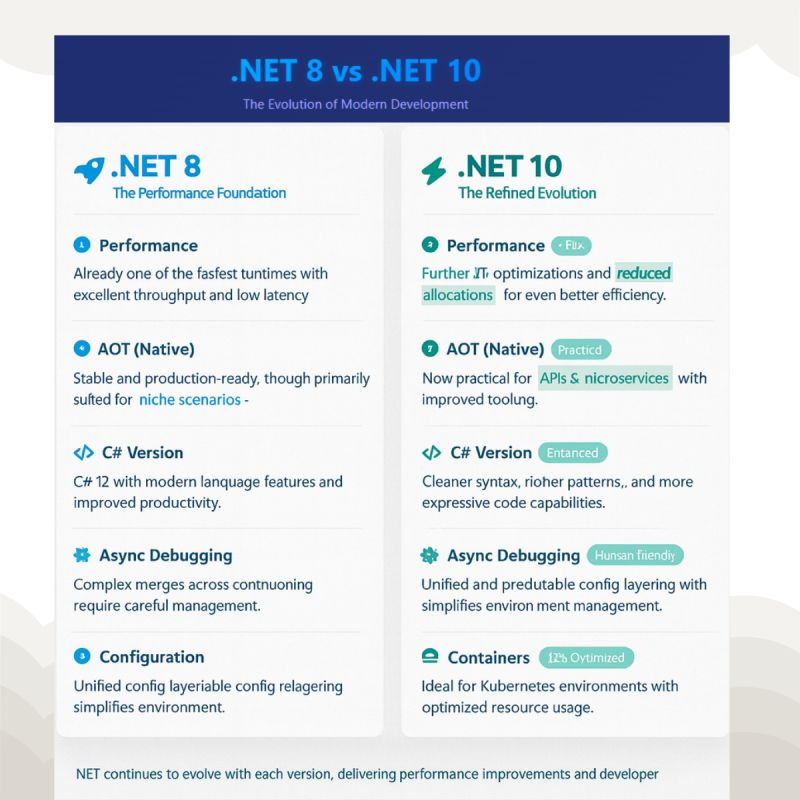 .NET 8 vs .NET 10
The Evolution of Modern Development
.NET 8
The Performance Foundation
Performance
Already one of the fasfest tuntimes with
excellent throughput and low latency
AOT (Native)
Stable and production-ready, though primarily
sufted for niche scenarios -
C# Version
C# 12 with modern lanquage features and
improved productivity.
Async Debugging
Complex merges across contnuoning
require careful management.
3 Configuration
Unified config layeriable config relagering
simplifies environment.
.NET 10
The Refined Evolution
Performance
Further optimizations and reduced
allocations for even better efficiency.
AOT (Native) Practicd
Now practical for APIs & nicroservices with
improved toolung.
C# Version Entanced
Cleaner syntax, rioher patterns,, and more
expressive code capabilities.
Async Debugging Hunsan fiiendiy
Unified and predutable config layering with
simplifies environ ment management.
Containers 12% Oytimized
Ideal for Kubernetes environments with
optimized resource usage.
NET continues to evolve with each version, delivering performance improvements and developer